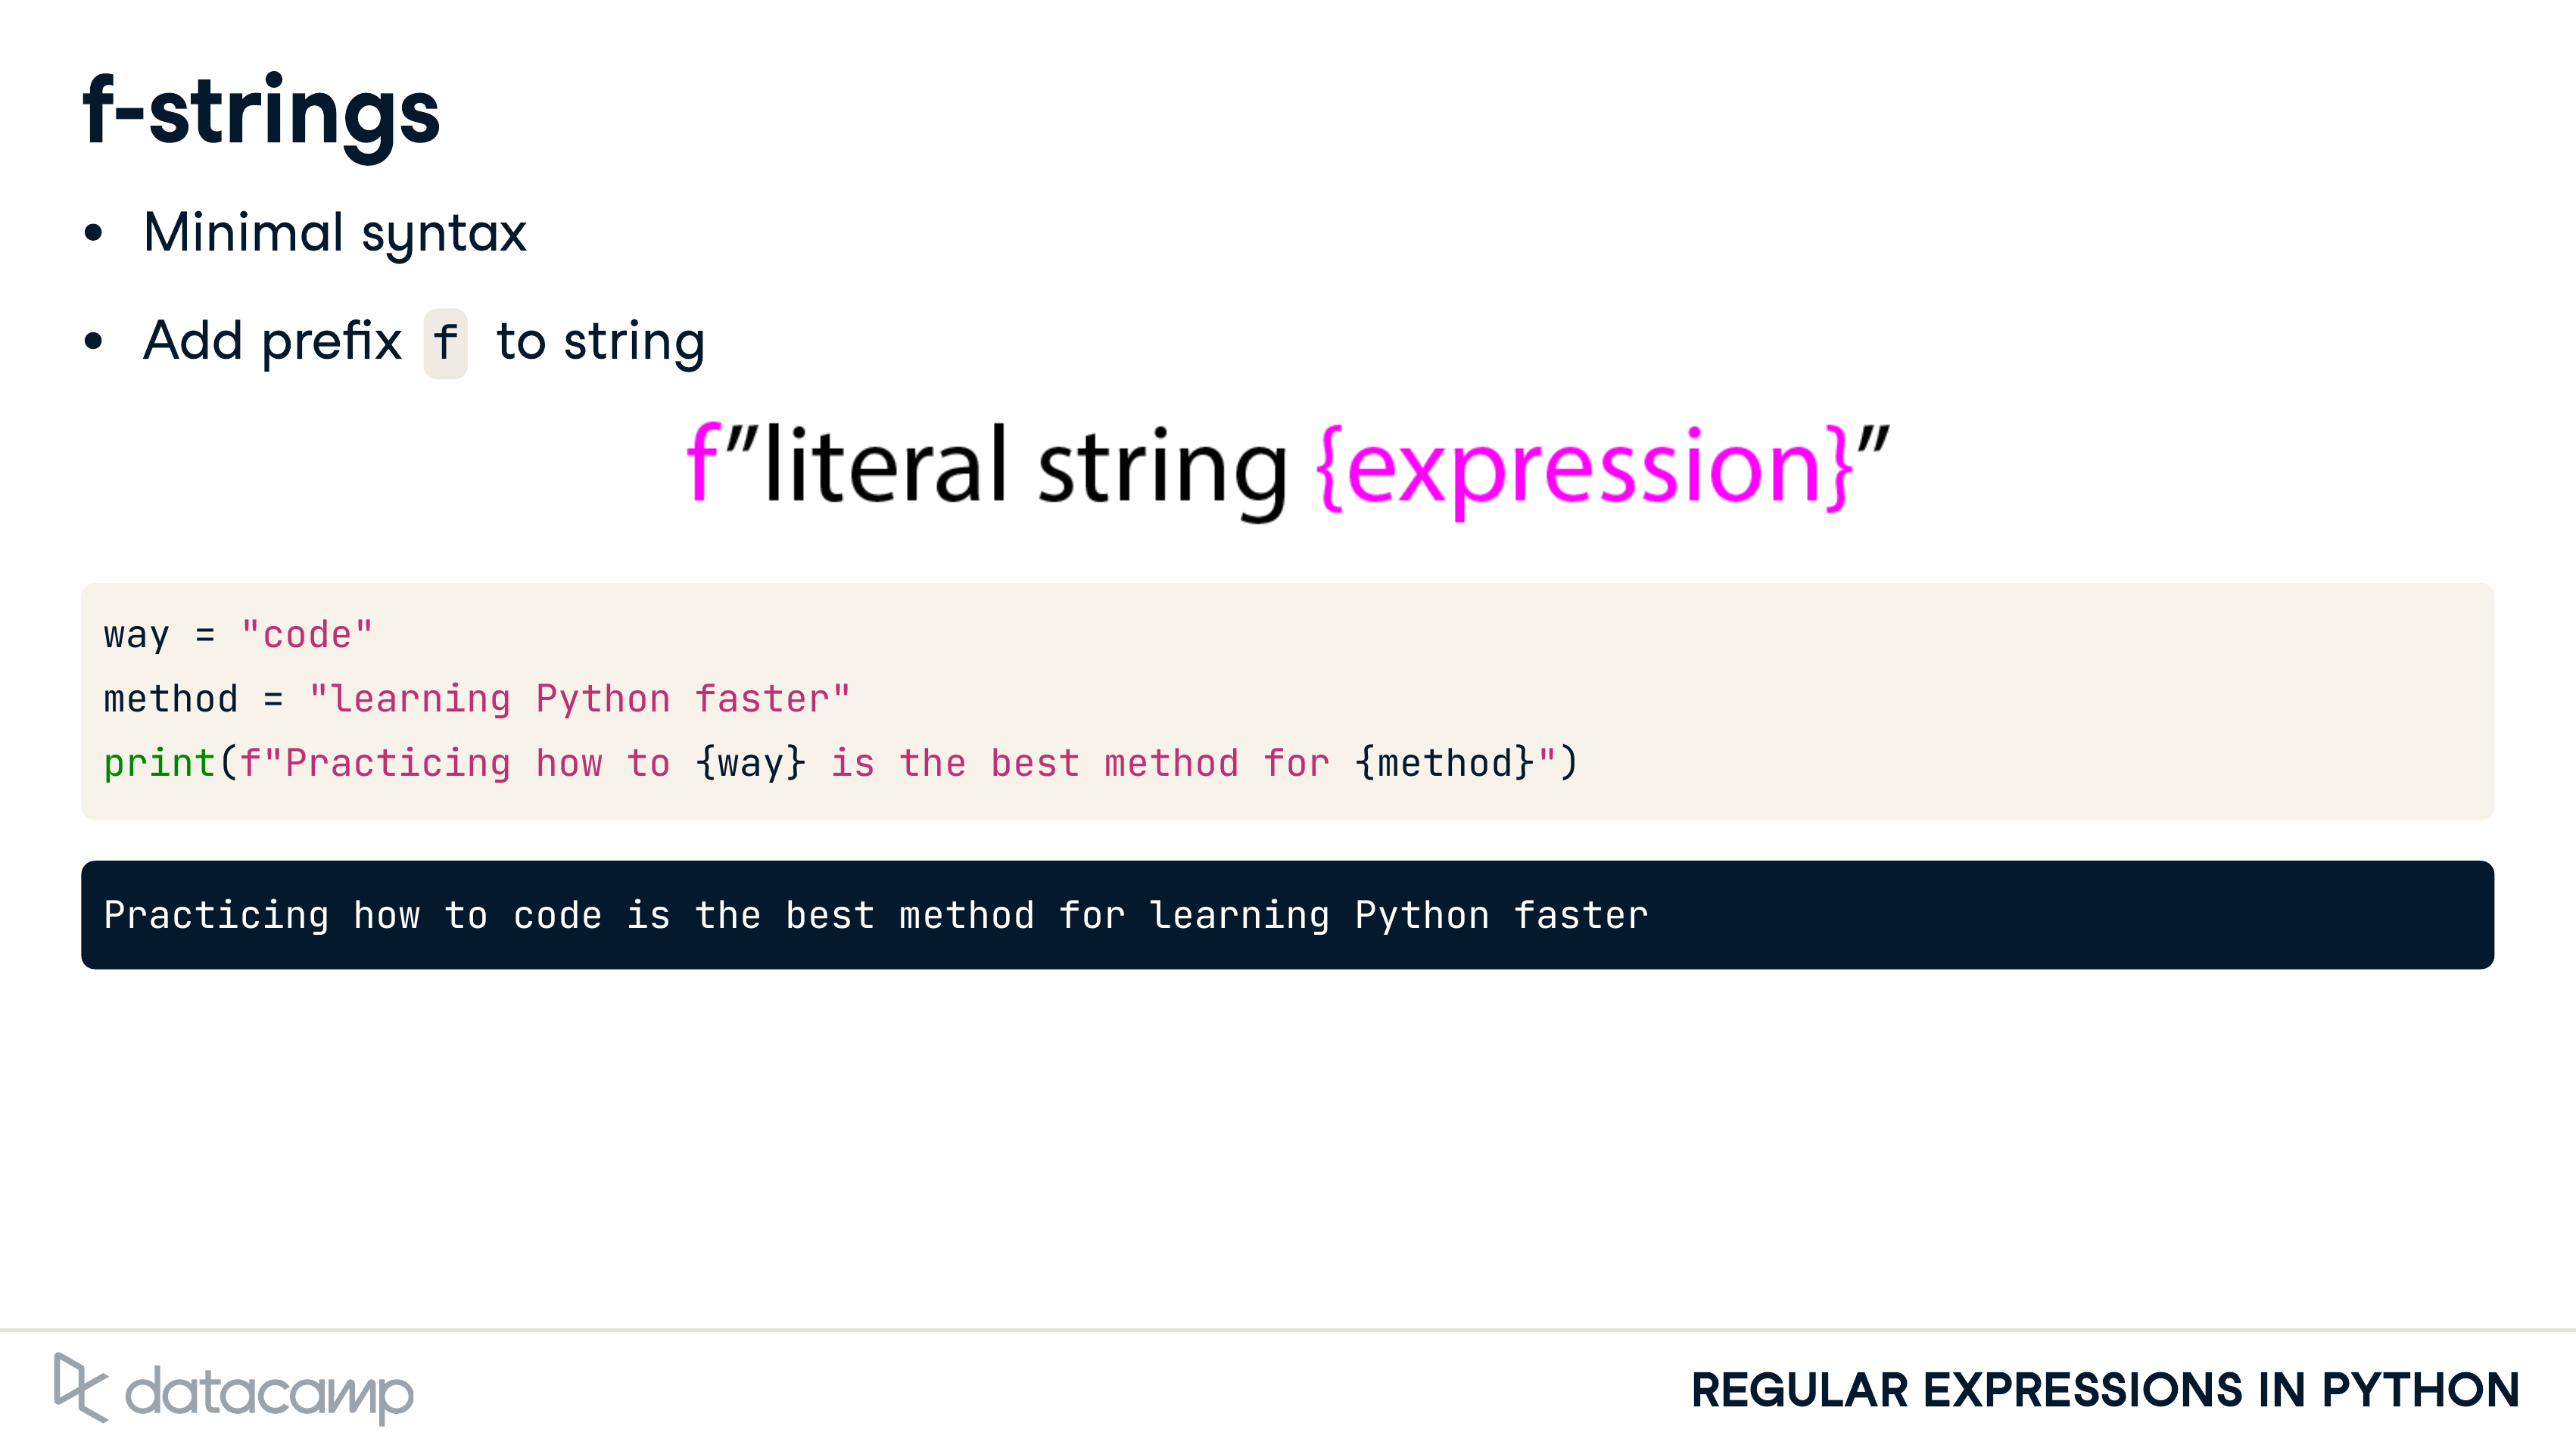 f-strings
• Minimal syntax
• Add prefix f to string
f”literal string {expression}”
way = "code"
method = "learning Python faster"
print(f"Practicing how to {way} is the best method for {method}")
Practicing how to code is the best method for learning Python faster
datacamp
REGULAR EXPRESSIONS IN PYTHON